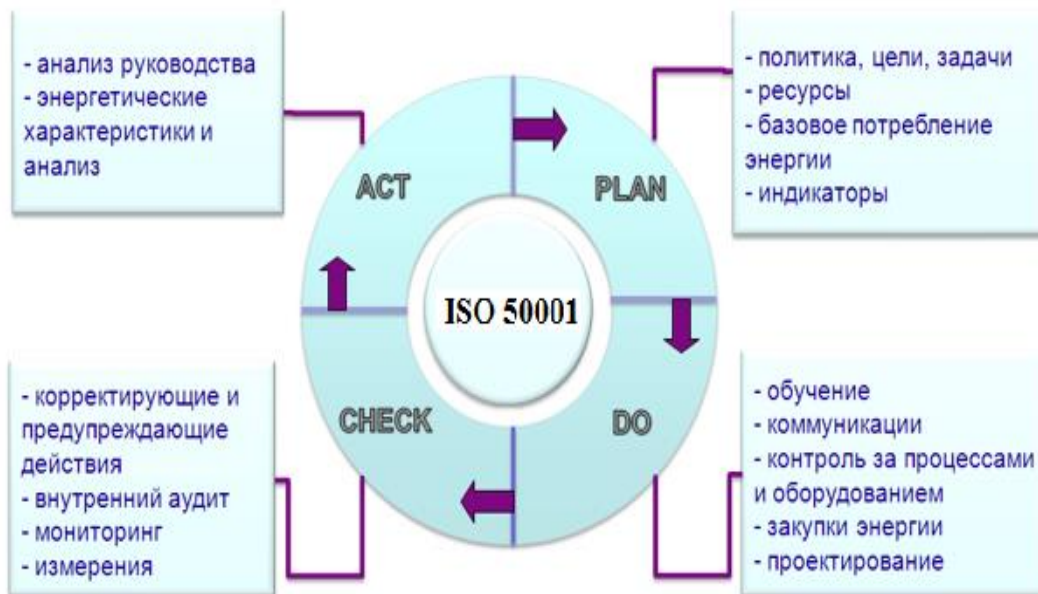 - анализ руководства
- энергетические
характеристики и
анализ
- политика, цели, задачи
- ресурсы
- базовое потребление
энергии
- индикаторы
ACT
PLAN
ISO 50001
CHECK
DO
- корректирующие и
предупреждающие
действия
- внутренний аудит
- мониторинг
- измерения
- обучение
- коммуникации
- контроль за процессами
и оборудованием
- закупки энергии
- проектирование